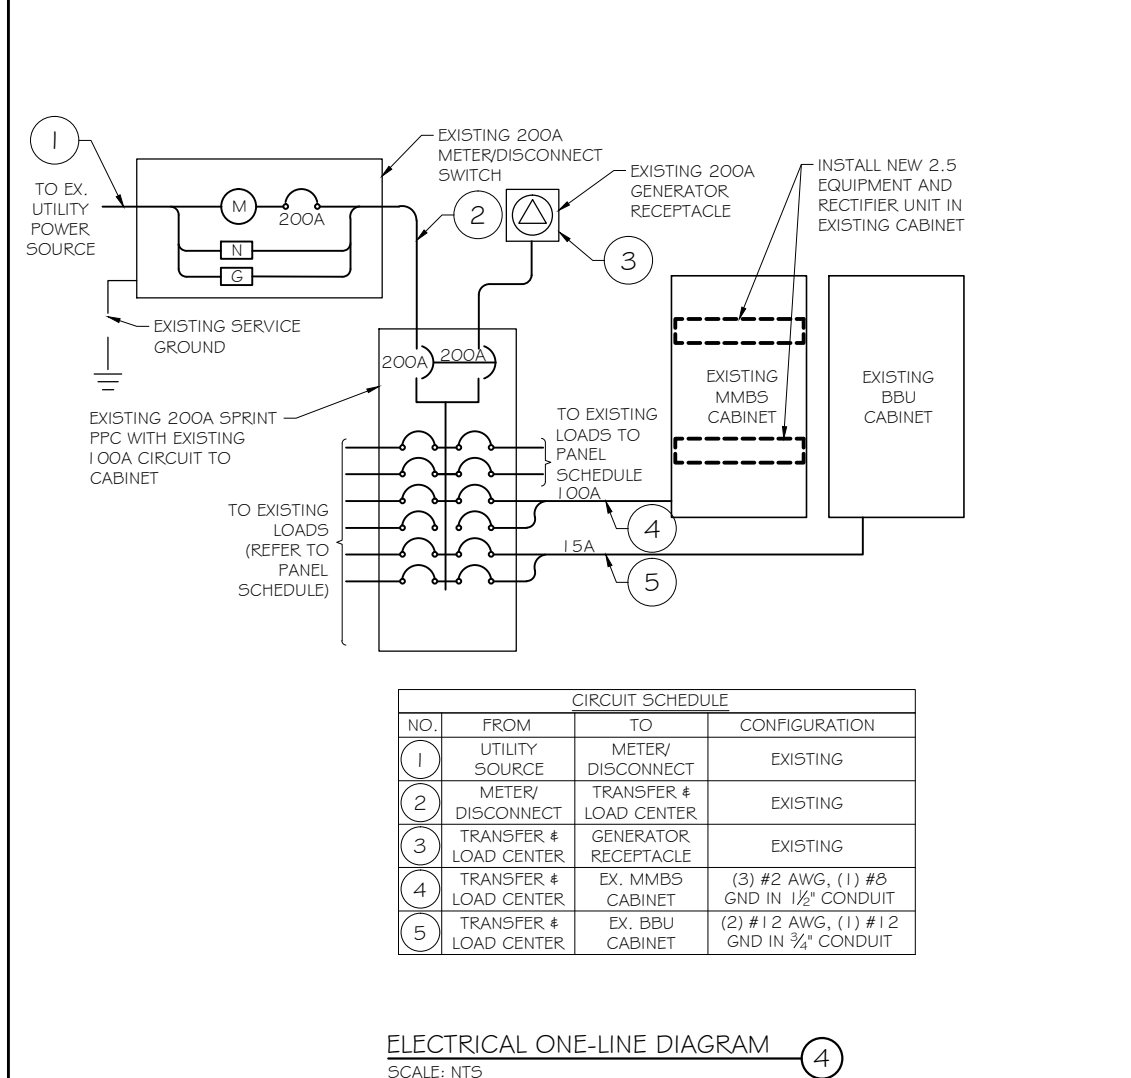 1
TO EX.
UTILITY
POWER
SOURCE
M
200A
N
G
EXISTING 200A
METER/DISCONNECT
SWITCH
2
EXISTING 200A
GENERATOR
RECEPTACLE
3
INSTALL NEW 2.5
EQUIPMENT AND
RECTIFIER UNIT IN
EXISTING CABINET
EXISTING SERVICE
GROUND
200A
200A
EXISTING
MMBS
CABINET
EXISTING
BBU
CABINET
EXISTING 200A SPRINT
PPC WITH EXISTING
100A CIRCUIT TO
CABINET
TO EXISTING
LOADS TO
PANEL
SCHEDULE
100A
4
TO EXISTING
LOADS
(REFER TO
PANEL
SCHEDULE)
15A
5
CIRCUIT SCHEDULE
NO. FROM TO CONFIGURATION
1 UTILITY SOURCE METER/ DISCONNECT EXISTING
2 METER/ DISCONNECT TRANSFER & LOAD CENTER EXISTING
3 TRANSFER & LOAD CENTER GENERATOR RECEPTACLE EXISTING
4 TRANSFER & LOAD CENTER EX. MMBS CABINET (3) #2 AWG, (1) #8 GND IN 1½" CONDUIT
5 TRANSFER & LOAD CENTER EX. BBU CABINET (2) #12 AWG, (1) #12 GND IN ¾" CONDUIT
ELECTRICAL ONE-LINE DIAGRAM
4
SCALE: NTS